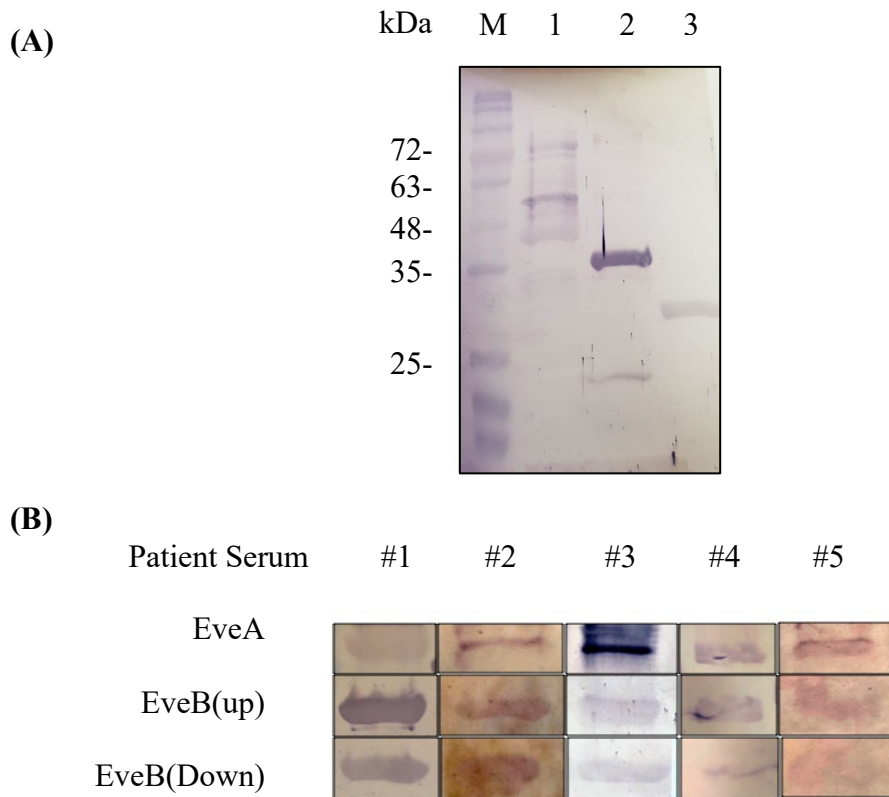 (A)
kDa M 1 2 3
72-
63-
48-
35-
25-
(B)
Patient Serum #1 #2 #3 #4 #5
EveA
EveB(up)
EveB(Down)